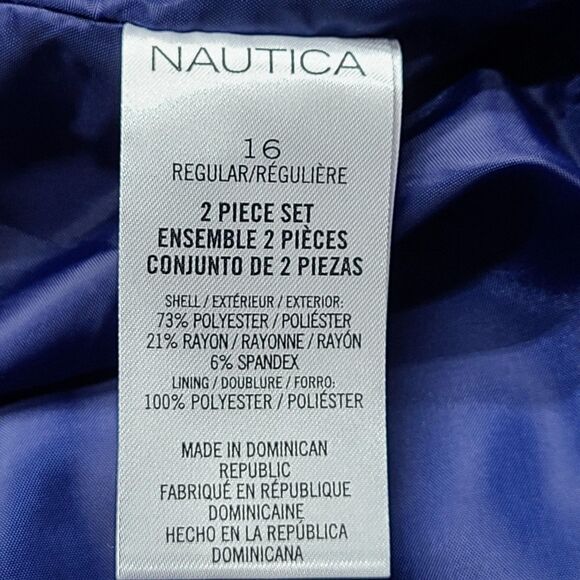 NAUTICA
16
REGULAR/RÉGULIÈRE
2 PIECE SET
ENSEMBLE 2 PIÈCES
CONJUNTO DE 2 PIEZAS
SHELL / EXTÉRIEUR / EXTERIOR:
73% POLYESTER / POLIÉSTER
21% RAYON / RAYONNE / RAYÓN
6% SPANDEX
LINING / DOUBLURE / FORRO:
100% POLYESTER / POLIÉSTER
MADE IN DOMINICAN
REPUBLIC
FABRIQUÉ EN RÉPUBLIQUE
DOMINICAINE
HECHO EN LA REPÚBLICA
DOMINICANA